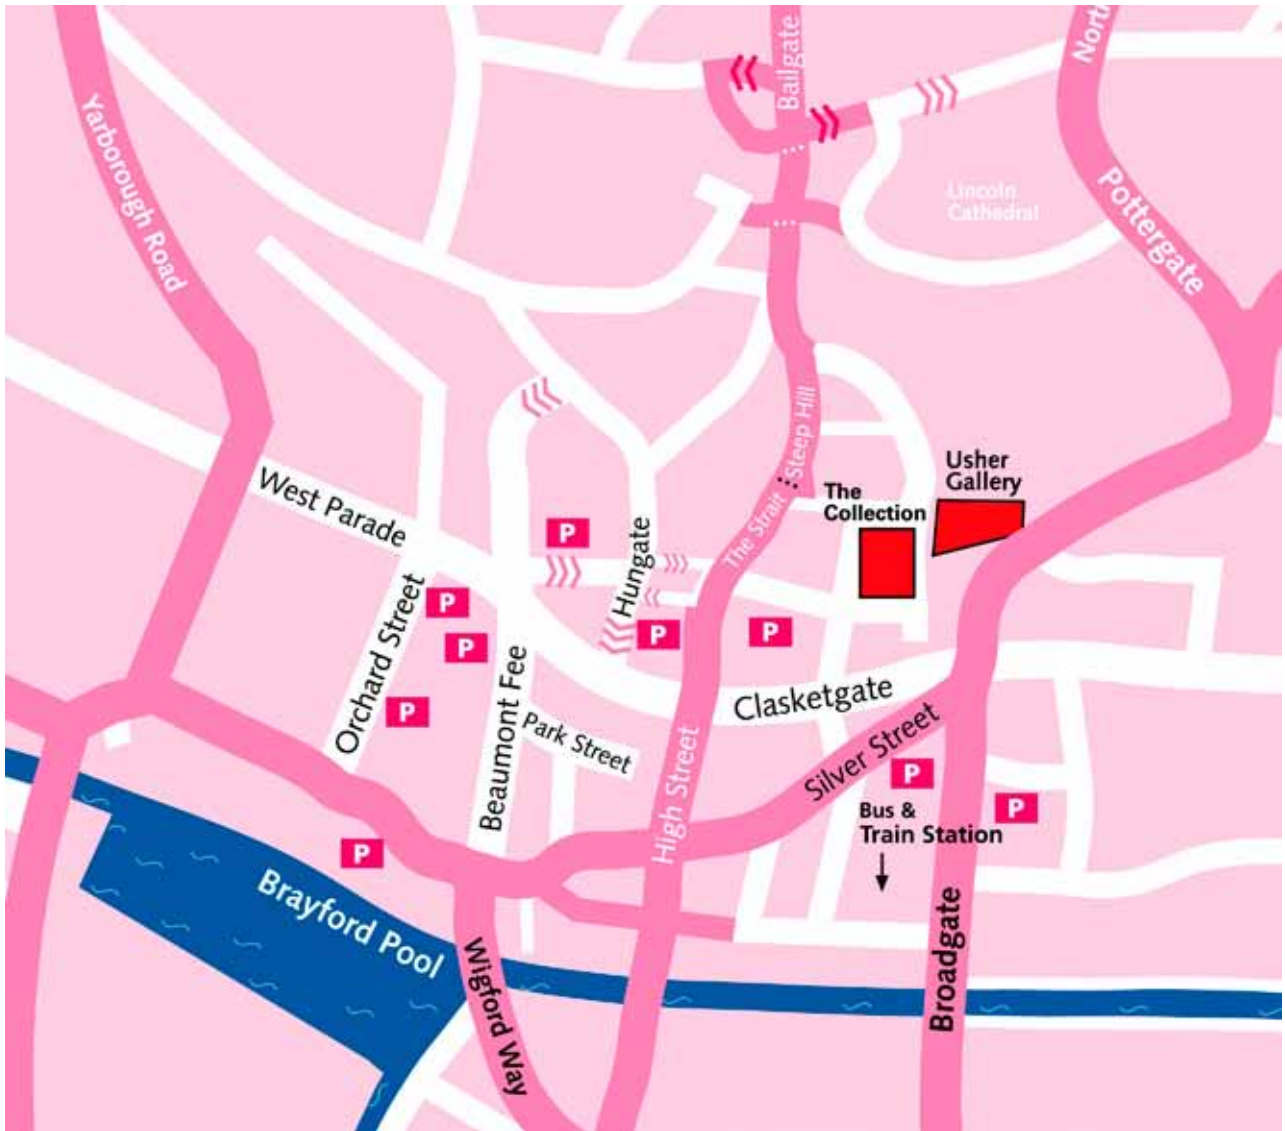 Bailgate
Nort
Yarborough Road
Lincoln
Cathedral
Pottergate
Steep Hill
Usher
Gallery
West Parade
The
Collection
The Strait
P
Hungate
Orchard Street
P
P
P
P
Beaumont Fee
P
Clasketgate
Park Street
Silver Street
High Street
P
P
Bus &
Train Station
P
Brayford Pool
Wigford Way
Broadgate